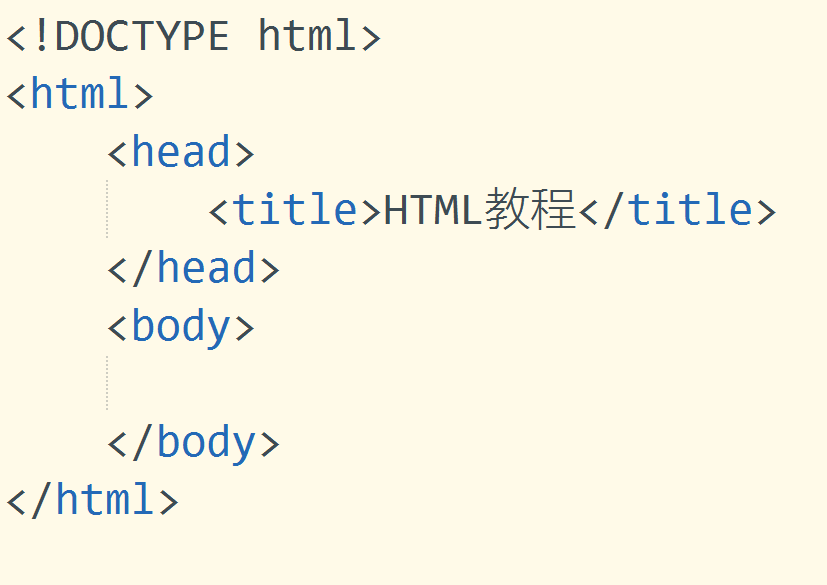 <!DOCTYPE html>
<html>
    <head>
        <title>HTML教程</title>
    </head>
    <body>

    </body>
</html>